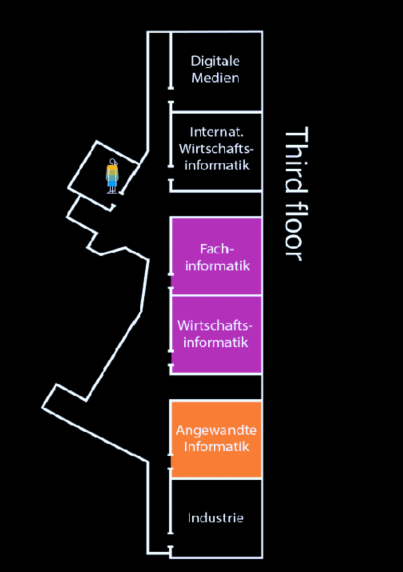 Digitale
Medien
Internat.
Wirtschafts-
informatik
Third floor
Fach-
informatik
Wirtschafts-
informatik
Angewandte
Informatik
Industrie